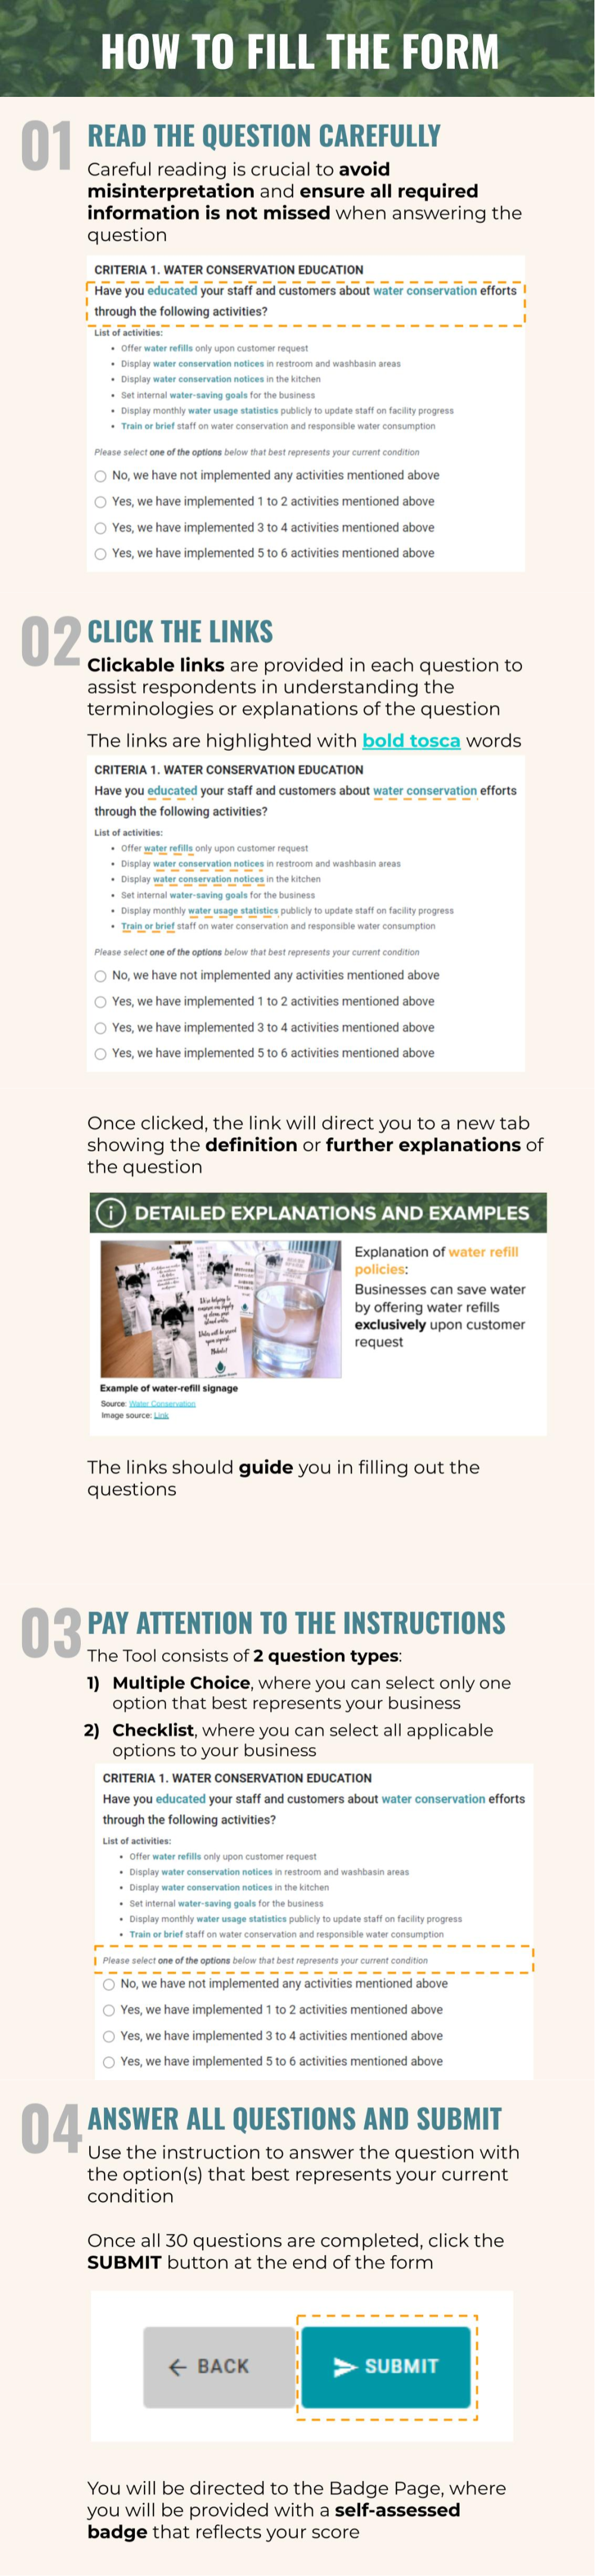 HOW TO FILL THE FORM
01
READ THE QUESTION CAREFULLY
Careful reading is crucial to avoid
misinterpretation and ensure all required
information is not missed when answering the
question
CRITERIA 1. WATER CONSERVATION EDUCATION
Have you educated your staff and customers about water conservation efforts
through the following activities?
List of activities:
• Offer water refills only upon customer request
• Display water conservation notices in restroom and washbasin areas
• Display water conservation notices in the kitchen
• Set internal water-saving goals for the business
• Display monthly water usage statistics publicly to update staff on facility progress
• Train or brief staff on water conservation and responsible water consumption
Please select one of the options below that best represents your current condition
No, we have not implemented any activities mentioned above
Yes, we have implemented 1 to 2 activities mentioned above
Yes, we have implemented 3 to 4 activities mentioned above
Yes, we have implemented 5 to 6 activities mentioned above
02
CLICK THE LINKS
Clickable links are provided in each question to
assist respondents in understanding the
terminologies or explanations of the question
The links are highlighted with bold tosca words
CRITERIA 1. WATER CONSERVATION EDUCATION
Have you educated your staff and customers about water conservation efforts
through the following activities?
List of activities:
• Offer water refills only upon customer request
• Display water conservation notices in restroom and washbasin areas
• Display water conservation notices in the kitchen
• Set internal water-saving goals for the business
• Display monthly water usage statistics publicly to update staff on facility progress
• Train or brief staff on water conservation and responsible water consumption
Please select one of the options below that best represents your current condition
No, we have not implemented any activities mentioned above
Yes, we have implemented 1 to 2 activities mentioned above
Yes, we have implemented 3 to 4 activities mentioned above
Yes, we have implemented 5 to 6 activities mentioned above
Once clicked, the link will direct you to a new tab
showing the definition or further explanations of
the question
i DETAILED EXPLANATIONS AND EXAMPLES
Explanation of water refill
policies:
Businesses can save water
by offering water refills
exclusively upon customer
request
Example of water-refill signage
Source: Water Conservation
Image source: Link
The links should guide you in filling out the
questions
03
PAY ATTENTION TO THE INSTRUCTIONS
The Tool consists of 2 question types:
1) Multiple Choice, where you can select only one
option that best represents your business
2) Checklist, where you can select all applicable
options to your business
CRITERIA 1. WATER CONSERVATION EDUCATION
Have you educated your staff and customers about water conservation efforts
through the following activities?
List of activities:
• Offer water refills only upon customer request
• Display water conservation notices in restroom and washbasin areas
• Display water conservation notices in the kitchen
• Set internal water-saving goals for the business
• Display monthly water usage statistics publicly to update staff on facility progress
• Train or brief staff on water conservation and responsible water consumption
Please select one of the options below that best represents your current condition
No, we have not implemented any activities mentioned above
Yes, we have implemented 1 to 2 activities mentioned above
Yes, we have implemented 3 to 4 activities mentioned above
Yes, we have implemented 5 to 6 activities mentioned above
04
ANSWER ALL QUESTIONS AND SUBMIT
Use the instruction to answer the question with
the option(s) that best represents your current
condition
Once all 30 questions are completed, click the
SUBMIT button at the end of the form
BACK
SUBMIT
You will be directed to the Badge Page, where
you will be provided with a self-assessed
badge that reflects your score